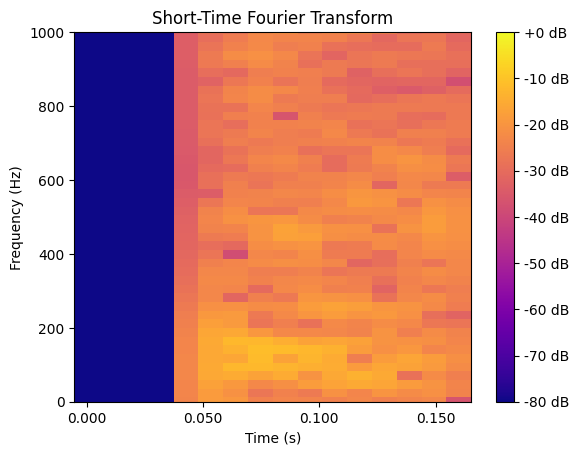 Short-Time Fourier Transform
1000
800
600
400
200
0
Frequency (Hz)
0.000
0.050
0.100
0.150
Time (s)
+0 dB
-10 dB
-20 dB
-30 dB
-40 dB
-50 dB
-60 dB
-70 dB
-80 dB